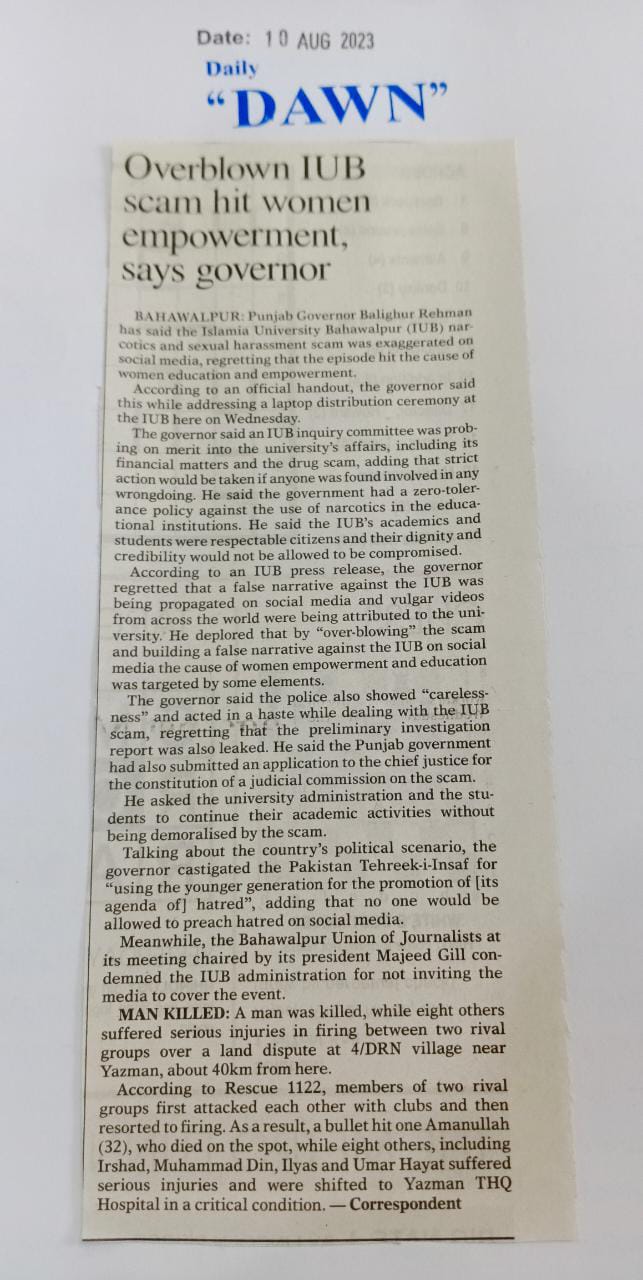 Date: 10 AUG 2023
Daily
“DAWN”
Overblown IUB
scam hit women
empowerment,
says governor
BAHAWALPUR: Punjab Governor Balighur Rehman
has said the Islamia University Bahawalpur (IUB) nar-
cotics and sexual harassment scam was exaggerated on
social media, regretting that the episode hit the cause of
women education and empowerment.
According to an official handout, the governor said
this while addressing a laptop distribution ceremony at
the IUB here on Wednesday.
The governor said an IUB inquiry committee was prob-
ing on merit into the university’s affairs, including its
financial matters and the drug scam, adding that strict
action would be taken if anyone was found involved in any
wrongdoing. He said the government had a zero-toler-
ance policy against the use of narcotics in the educa-
tional institutions. He said the IUB’s academics and
students were respectable citizens and their dignity and
credibility would not be allowed to be compromised.
According to an IUB press release, the governor
regretted that a false narrative against the IUB was
being propagated on social media and vulgar videos
from across the world were being attributed to the uni-
versity. He deplored that by “over-blowing” the scam
and building a false narrative against the IUB on social
media the cause of women empowerment and education
was targeted by some elements.
The governor said the police also showed “careless-
ness” and acted in a haste while dealing with the IUB
scam, regretting that the preliminary investigation
report was also leaked. He said the Punjab government
had also submitted an application to the chief justice for
the constitution of a judicial commission on the scam.
He asked the university administration and the stu-
dents to continue their academic activities without
being demoralised by the scam.
Talking about the country’s political scenario, the
governor castigated the Pakistan Tehreek-i-Insaf for
“using the younger generation for the promotion of [its
agenda of] hatred”, adding that no one would be
allowed to preach hatred on social media.
Meanwhile, the Bahawalpur Union of Journalists at
its meeting chaired by its president Majeed Gill con-
demned the IUB administration for not inviting the
media to cover the event.
MAN KILLED: A man was killed, while eight others
suffered serious injuries in firing between two rival
groups over a land dispute at 4/DRN village near
Yazman, about 40km from here.
According to Rescue 1122, members of two rival
groups first attacked each other with clubs and then
resorted to firing. As a result, a bullet hit one Amanullah
(32), who died on the spot, while eight others, including
Irshad, Muhammad Din, Ilyas and Umar Hayat suffered
serious injuries and were shifted to Yazman THQ
Hospital in a critical condition. — Correspondent